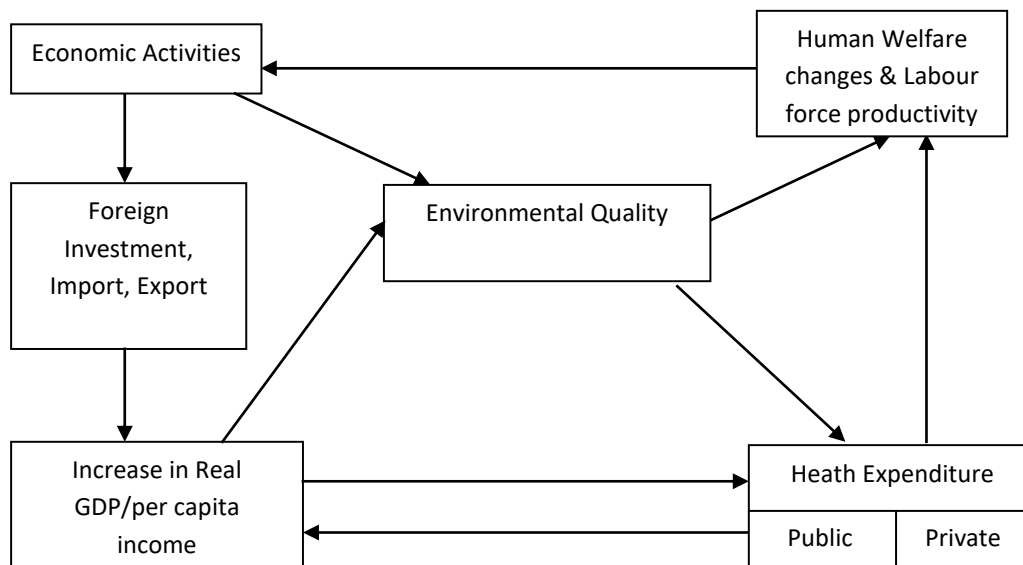 Economic Activities
Human Welfare
changes & Labour
force productivity
Foreign
Investment,
Import, Export
Environmental Quality
Increase in Real
GDP/per capita
income
Heath Expenditure
Public
Private